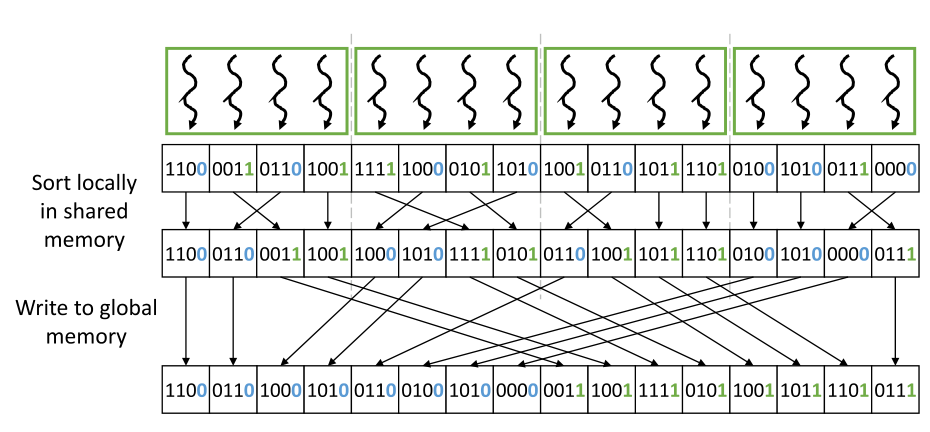 1100 0011 0110 1001 1111 1000 0101 1010 1001 0110 1011 1101 0100 1010 0111 0000
Sort locally
in shared
memory
1100 0110 0011 1001 1000 1010 1111 0101 0110 1001 1011 1101 0100 1010 0000 0111
Write to global
memory
1100 0110 1000 1010 0110 0100 1010 0000 0011 1001 1111 0101 1001 1011 1101 0111